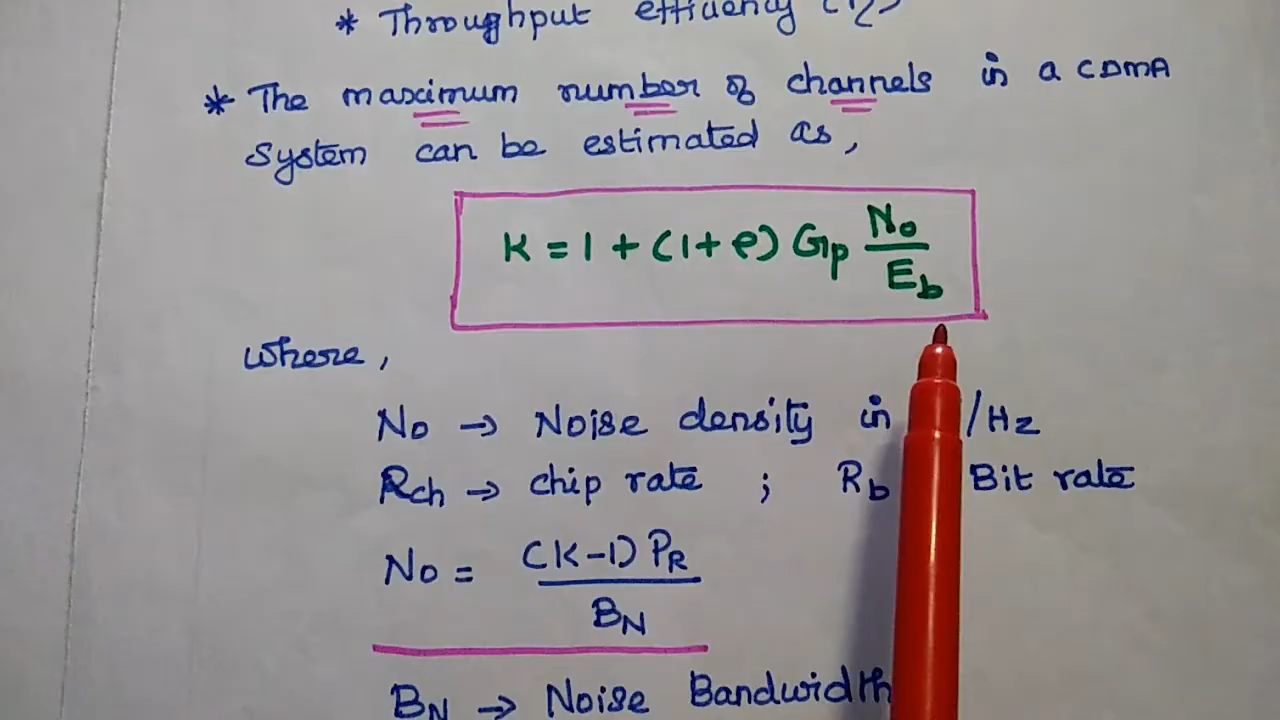 * Throughput efficiency (η)
* The maximum number of channels in a CDMA
System can be estimated as,
K = 1 + (1+ρ) Gp No/Eb
where,
No → Noise density in /Hz
Rch → chip rate ; Rb Bit rate
No = (K-1) PR / BN
BN → Noise Bandwidth